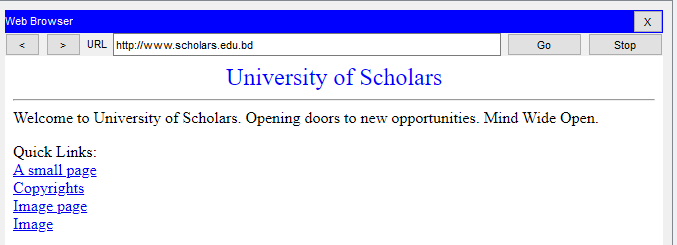 Web Browser X
< > URL http://www.scholars.edu.bd Go Stop
University of Scholars
Welcome to University of Scholars. Opening doors to new opportunities. Mind Wide Open.
Quick Links:
A small page
Copyrights
Image page
Image